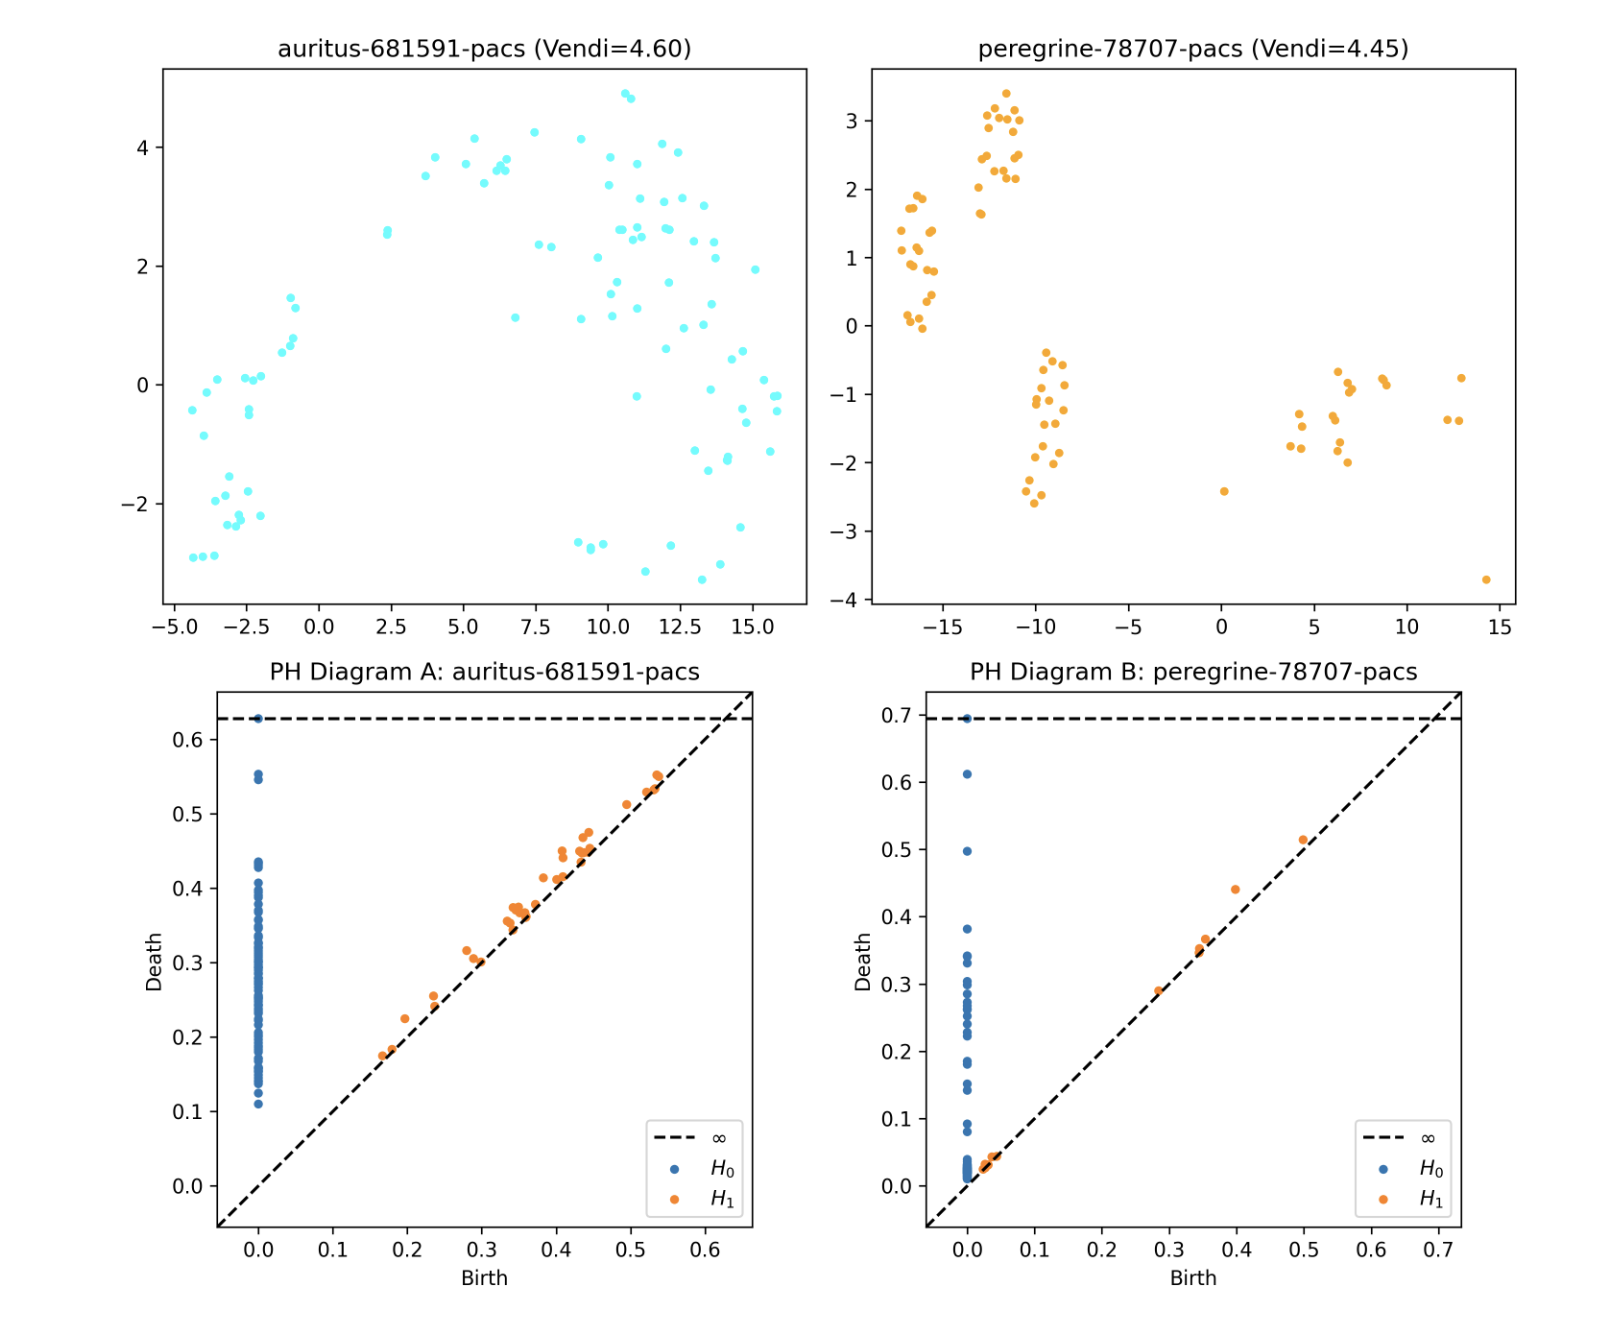 auritus-681591-pacs (Vendi=4.60)
4
2
0
−2
−5.0 −2.5 0.0 2.5 5.0 7.5 10.0 12.5 15.0
peregrine-78707-pacs (Vendi=4.45)
3
2
1
0
−1
−2
−3
−4
−15 −10 −5 0 5 10 15
PH Diagram A: auritus-681591-pacs
Death
0.6
0.5
0.4
0.3
0.2
0.1
0.0
∞
H₀
H₁
0.0 0.1 0.2 0.3 0.4 0.5 0.6
Birth
PH Diagram B: peregrine-78707-pacs
Death
0.7
0.6
0.5
0.4
0.3
0.2
0.1
0.0
∞
H₀
H₁
0.0 0.1 0.2 0.3 0.4 0.5 0.6 0.7
Birth